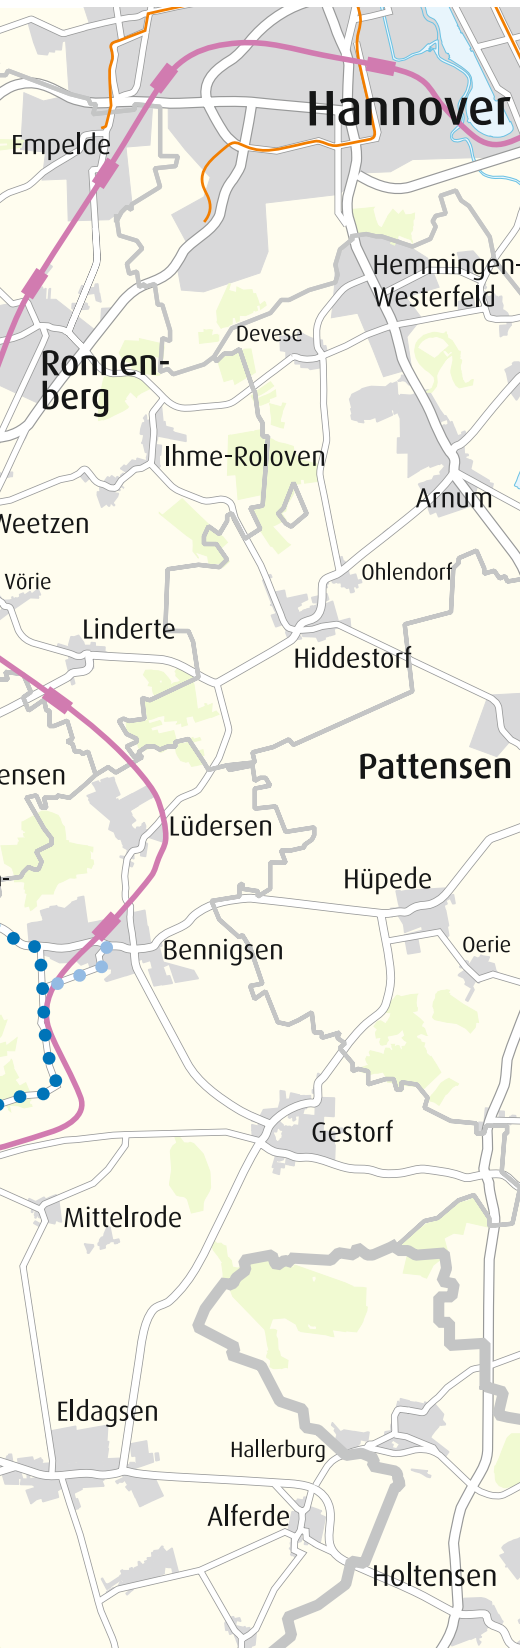 Hannover
Empelde
Hemmingen-
Westerfeld
Devese
Ronnen-
berg
Ihme-Roloven
Arnum
Weetzen
Vörie
Ohlendorf
Linderte
Hiddestorf
Pattensen
ensen
Lüdersen
Hüpede
Oerie
Bennigsen
Gestorf
Mittelrode
Eldagsen
Hallerburg
Alferde
Holtensen